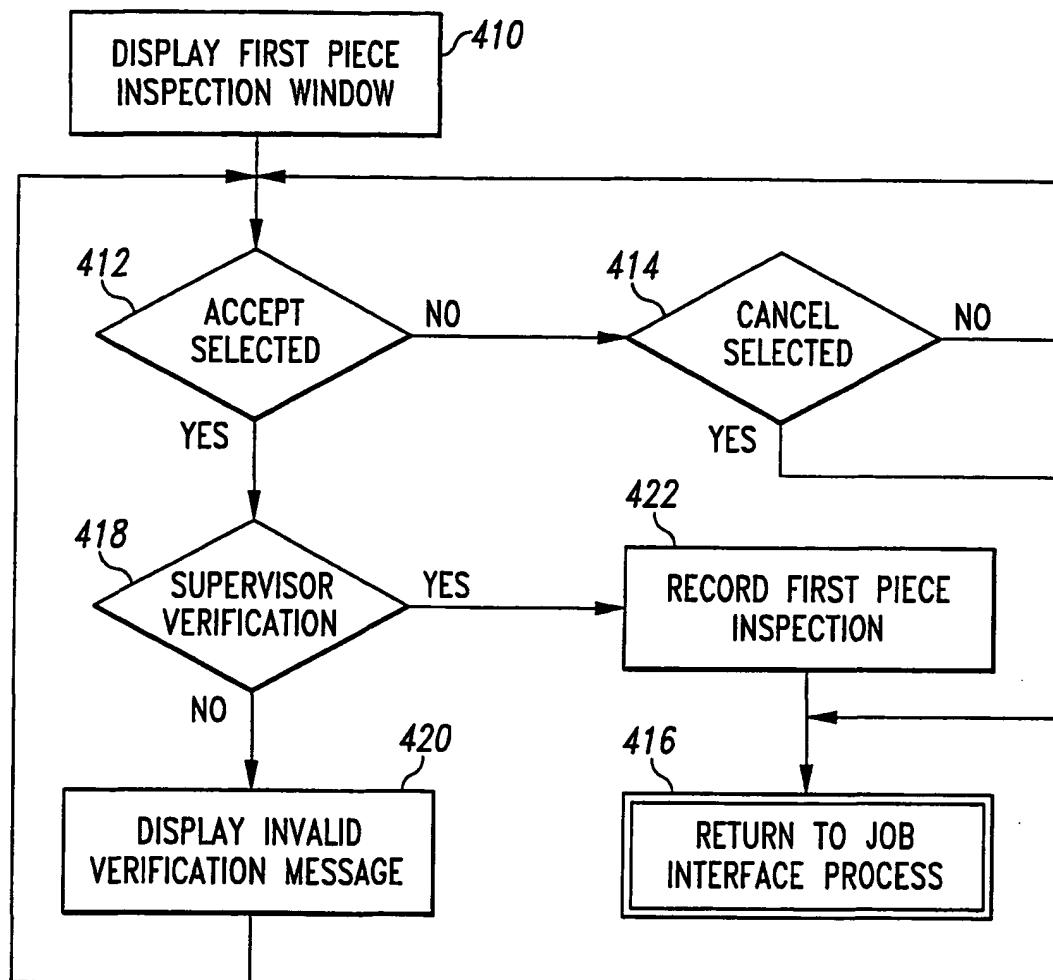 DISPLAY FIRST PIECE
INSPECTION WINDOW
410
412
ACCEPT
SELECTED
NO
YES
414
CANCEL
SELECTED
NO
YES
418
SUPERVISOR
VERIFICATION
YES
NO
422
RECORD FIRST PIECE
INSPECTION
420
DISPLAY INVALID
VERIFICATION MESSAGE
416
RETURN TO JOB
INTERFACE PROCESS